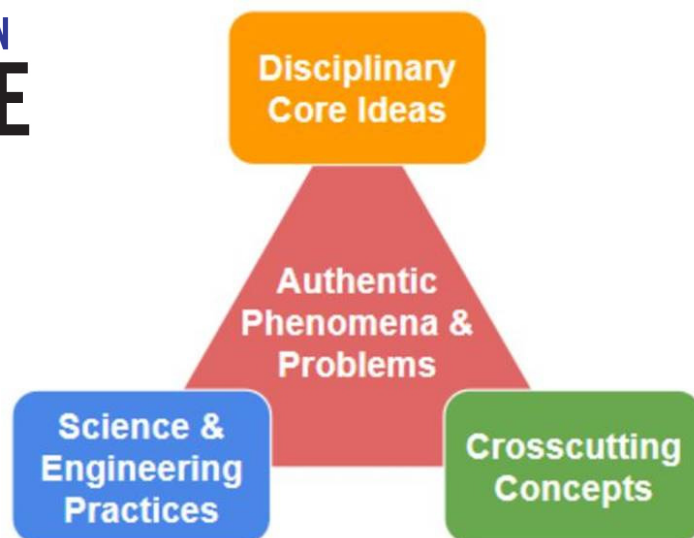 N
E
Disciplinary
Core Ideas
Authentic
Phenomena &
Problems
Science &
Engineering
Practices
Crosscutting
Concepts